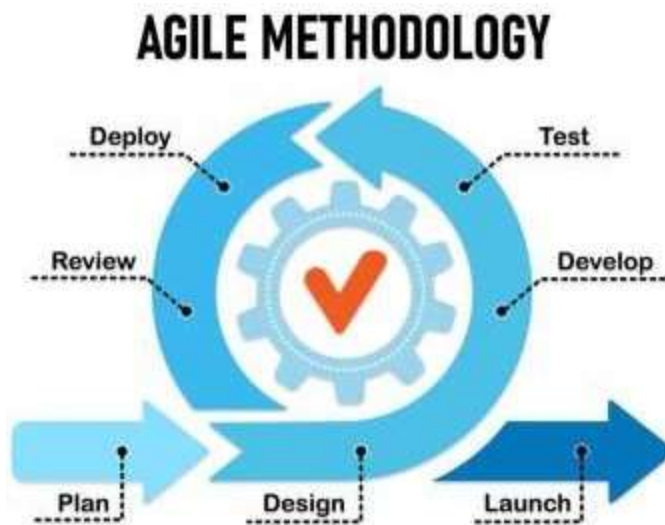 AGILE METHODOLOGY
Deploy
Test
Review
Develop
Plan
Design
Launch